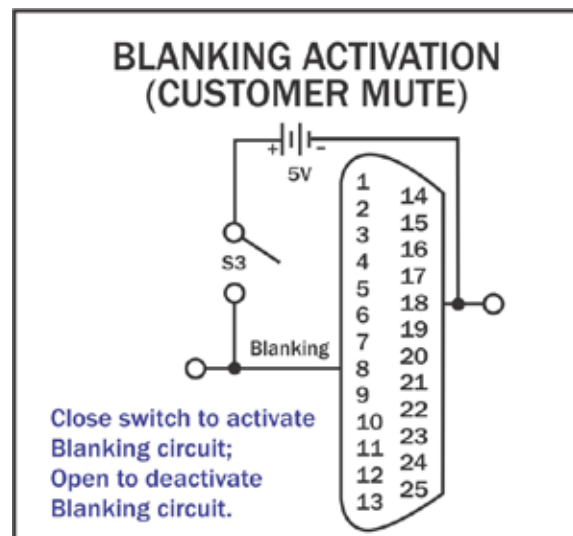 BLANKING ACTIVATION
(CUSTOMER MUTE)
+ -
5V
S3
Blanking
1
2
3
4
5
6
7
8
9
10
11
12
13
14
15
16
17
18
19
20
21
22
23
24
25
Close switch to activate
Blanking circuit;
Open to deactivate
Blanking circuit.